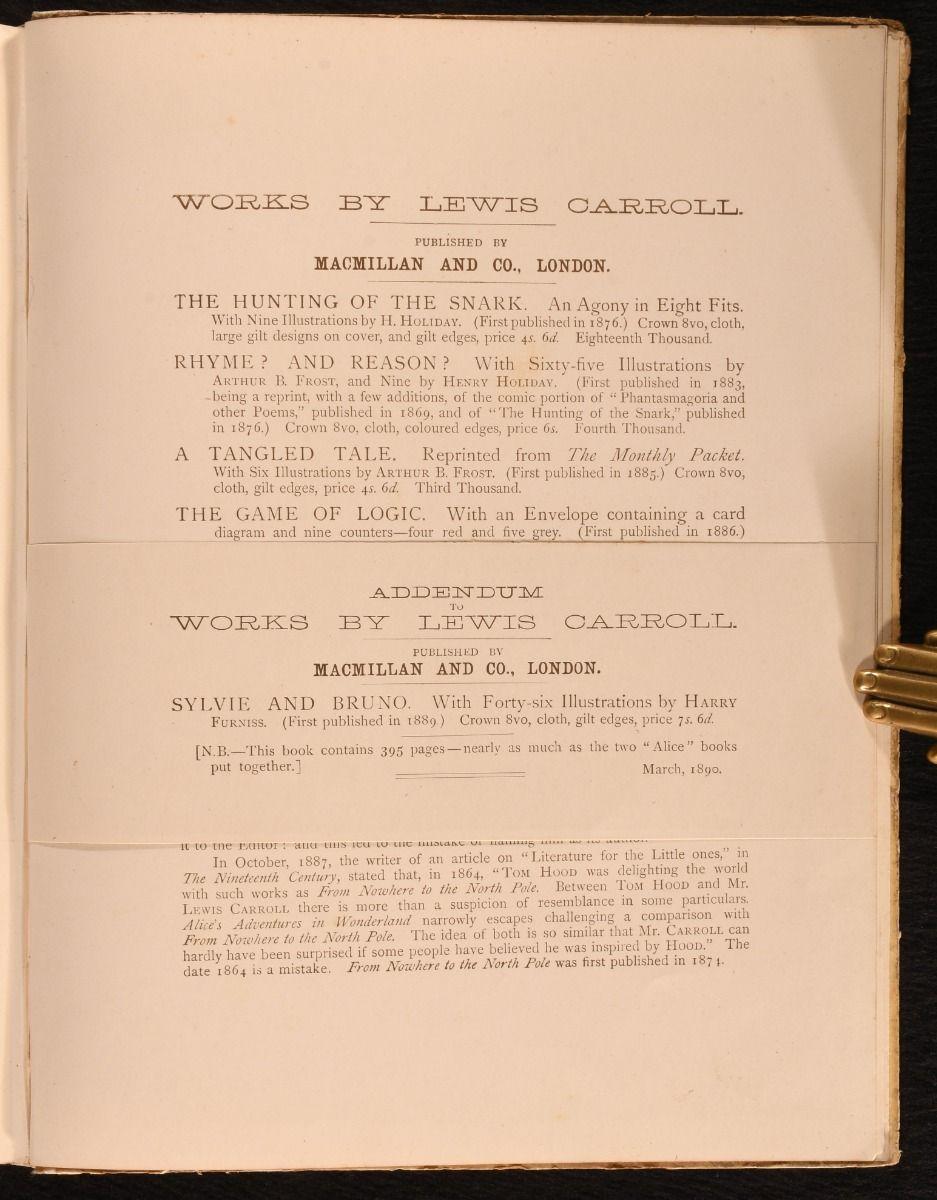 WORKS BY LEWIS CARROLL.
PUBLISHED BY
MACMILLAN AND CO., LONDON.
THE HUNTING OF THE SNARK. An Agony in Eight Fits.
With Nine Illustrations by H. HOLIDAY. (First published in 1876.) Crown 8vo, cloth,
large gilt designs on cover, and gilt edges, price 4s. 6d. Eighteenth Thousand.
RHYME? AND REASON? With Sixty-five Illustrations by
ARTHUR B. FROST, and Nine by HENRY HOLIDAY. (First published in 1883,
being a reprint, with a few additions, of the comic portion of "Phantasmagoria and
other Poems," published in 1869, and of "The Hunting of the Snark," published
in 1876.) Crown 8vo, cloth, coloured edges, price 6s. Fourth Thousand.
A TANGLED TALE. Reprinted from The Monthly Packet.
With Six Illustrations by ARTHUR B. FROST. (First published in 1885.) Crown 8vo,
cloth, gilt edges, price 4s. 6d. Third Thousand.
THE GAME OF LOGIC. With an Envelope containing a card
diagram and nine counters—four red and five grey. (First published in 1886.)
ADDENDUM
TO
WORKS BY LEWIS CARROLL.
PUBLISHED BY
MACMILLAN AND CO., LONDON.
SYLVIE AND BRUNO. With Forty-six Illustrations by HARRY
FURNISS. (First published in 1889.) Crown 8vo, cloth, gilt edges, price 7s. 6d.
[N.B.—This book contains 395 pages—nearly as much as the two "Alice" books
put together.]
March, 1890.
it to the Editor: and this led to the mistake of naming him as its author.
In October, 1887, the writer of an article on "Literature for the Little ones," in
The Nineteenth Century, stated that, in 1864, "TOM HOOD was delighting the world
with such works as From Nowhere to the North Pole. Between TOM HOOD and Mr.
LEWIS CARROLL there is more than a suspicion of resemblance in some particulars.
Alice's Adventures in Wonderland narrowly escapes challenging a comparison with
From Nowhere to the North Pole. The idea of both is so similar that Mr. CARROLL can
hardly have been surprised if some people have believed he was inspired by HOOD." The
date 1864 is a mistake. From Nowhere to the North Pole was first published in 1874.